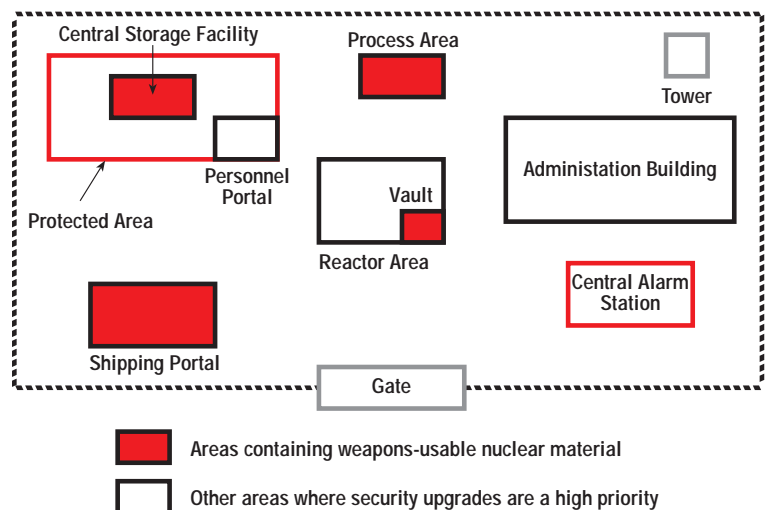 Central Storage Facility
Process Area
Tower
Personnel
Portal
Administation Building
Vault
Protected Area
Reactor Area
Central Alarm
Station
Shipping Portal
Gate
Areas containing weapons-usable nuclear material
Other areas where security upgrades are a high priority